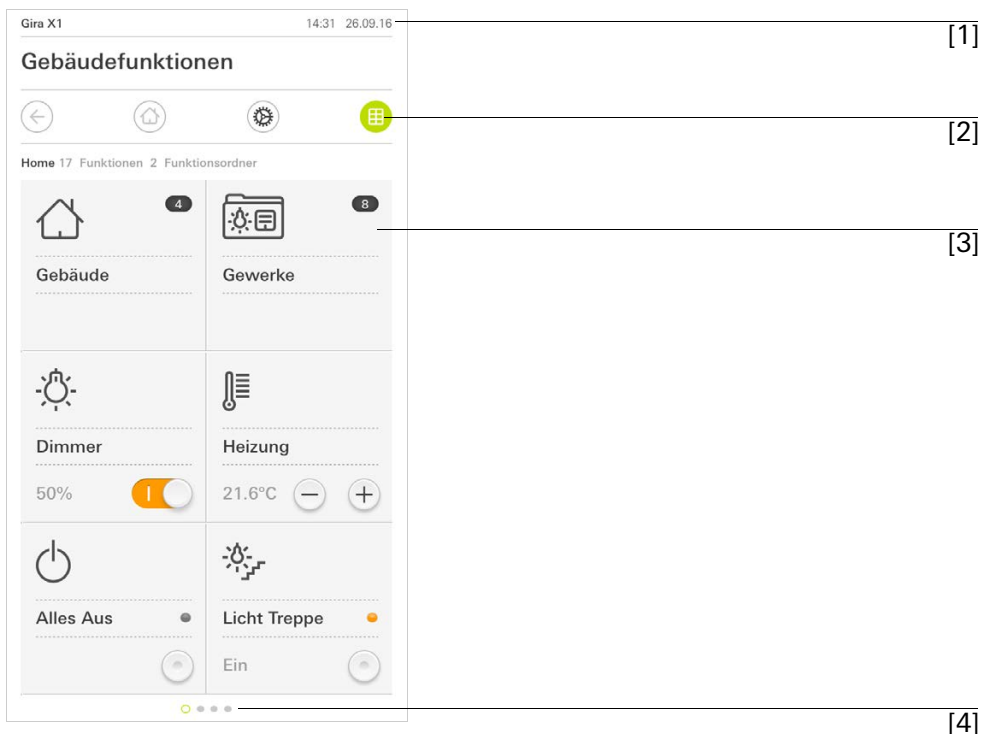 Gira X1 14:31 26.09.16
[1]
Gebäudefunktionen
[2]
Home 17 Funktionen 2 Funktionsordner
4 8
[3]
Gebäude Gewerke
Dimmer Heizung
50% 21.6°C
Alles Aus Licht Treppe
Ein
[4]